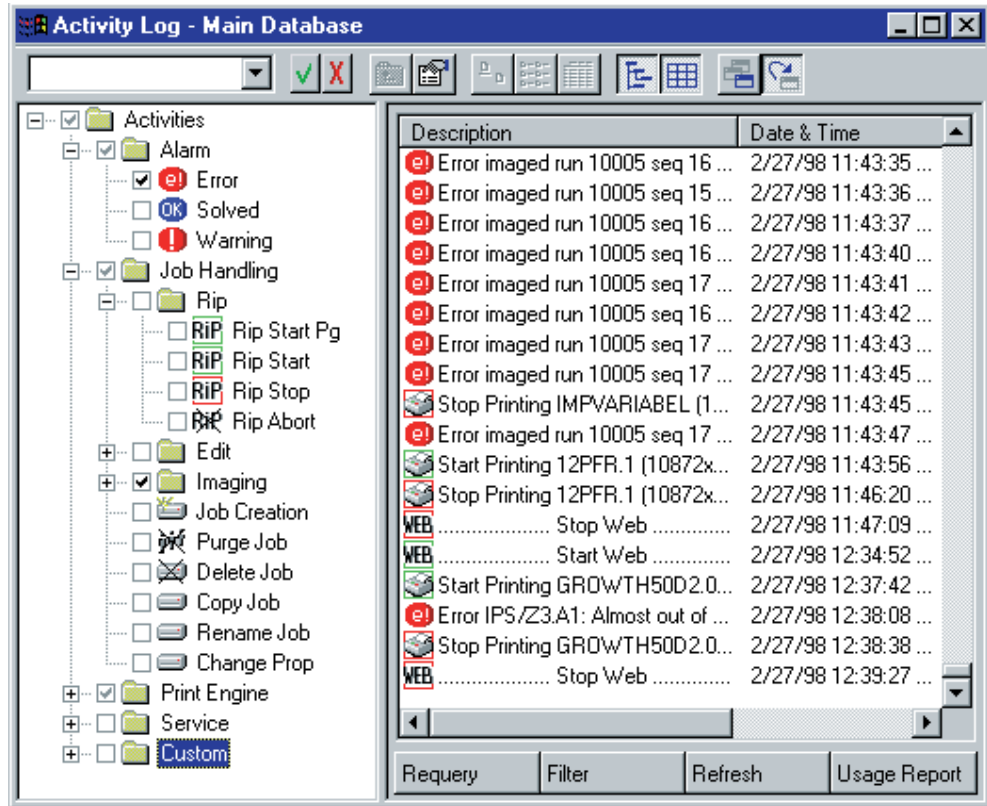 Activity Log - Main Database
Activities
Alarm
Error
OK Solved
Warning
Job Handling
Rip
RiP Rip Start Pg
RiP Rip Start
RiP Rip Stop
RiP Rip Abort
Edit
Imaging
Job Creation
Purge Job
Delete Job
Copy Job
Rename Job
Change Prop
Print Engine
Service
Custom
Description Date & Time
e! Error imaged run 10005 seq 16 ... 2/27/98 11:43:35 ...
e! Error imaged run 10005 seq 15 ... 2/27/98 11:43:36 ...
e! Error imaged run 10005 seq 16 ... 2/27/98 11:43:37 ...
e! Error imaged run 10005 seq 16 ... 2/27/98 11:43:40 ...
e! Error imaged run 10005 seq 17 ... 2/27/98 11:43:41 ...
e! Error imaged run 10005 seq 16 ... 2/27/98 11:43:42 ...
e! Error imaged run 10005 seq 17 ... 2/27/98 11:43:43 ...
e! Error imaged run 10005 seq 17 ... 2/27/98 11:43:45 ...
Stop Printing IMPVARIABEL (1... 2/27/98 11:43:45 ...
e! Error imaged run 10005 seq 17 ... 2/27/98 11:43:47 ...
Start Printing 12PFR.1 (10872x... 2/27/98 11:43:56 ...
Stop Printing 12PFR.1 (10872x... 2/27/98 11:46:20 ...
WEB .................... Stop Web .............. 2/27/98 11:47:09 ...
WEB .................... Start Web .............. 2/27/98 12:34:52 ...
Start Printing GROWTH50D2.0... 2/27/98 12:37:42 ...
e! Error IPS/Z3.A1: Almost out of ... 2/27/98 12:38:08 ...
Stop Printing GROWTH50D2.0... 2/27/98 12:38:38 ...
WEB .................... Stop Web .............. 2/27/98 12:39:27 ...
Requery Filter Refresh Usage Report